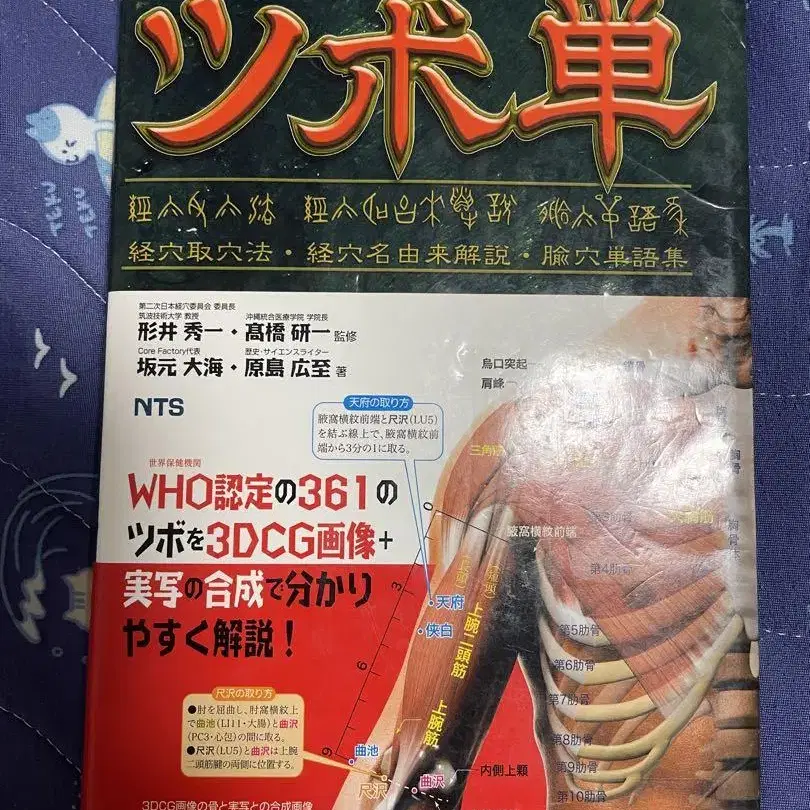 ツボ単
経穴取穴法・経穴名由来解説・腧穴単語集
第二次日本経穴委員会 委員長
筑波技術大学 教授
沖縄統合医療学院 学院長
形井 秀一・髙橋 研一 監修
Core Factory代表
歴史・サイエンスライター
坂元 大海・原島 広至 著
NTS
天府の取り方
腋窩横紋前端と尺沢(LU5)
を結ぶ線上で、腋窩横紋前
端から3分の1に取る。
烏口突起
肩峰
世界保健機関
WHO認定の361の
ツボを3DCG画像+
実写の合成で分かり
やすく解説!
腋窩横紋前端
0
3
6
9
天府
侠白
上腕二頭筋
上腕筋
第4肋骨
第5肋骨
第6肋骨
第7肋骨
第8肋骨
第9肋骨
第10肋骨
尺沢の取り方
●肘を屈曲し、肘窩横紋上
で曲池(LI11・大腸)と曲沢
(PC3・心包)の間に取る。
●尺沢(LU5)と曲沢は上腕
二頭筋腱の両側に位置する。
曲池
尺沢
曲沢
内側上顆
3DCG画像の骨と実写との合成画像